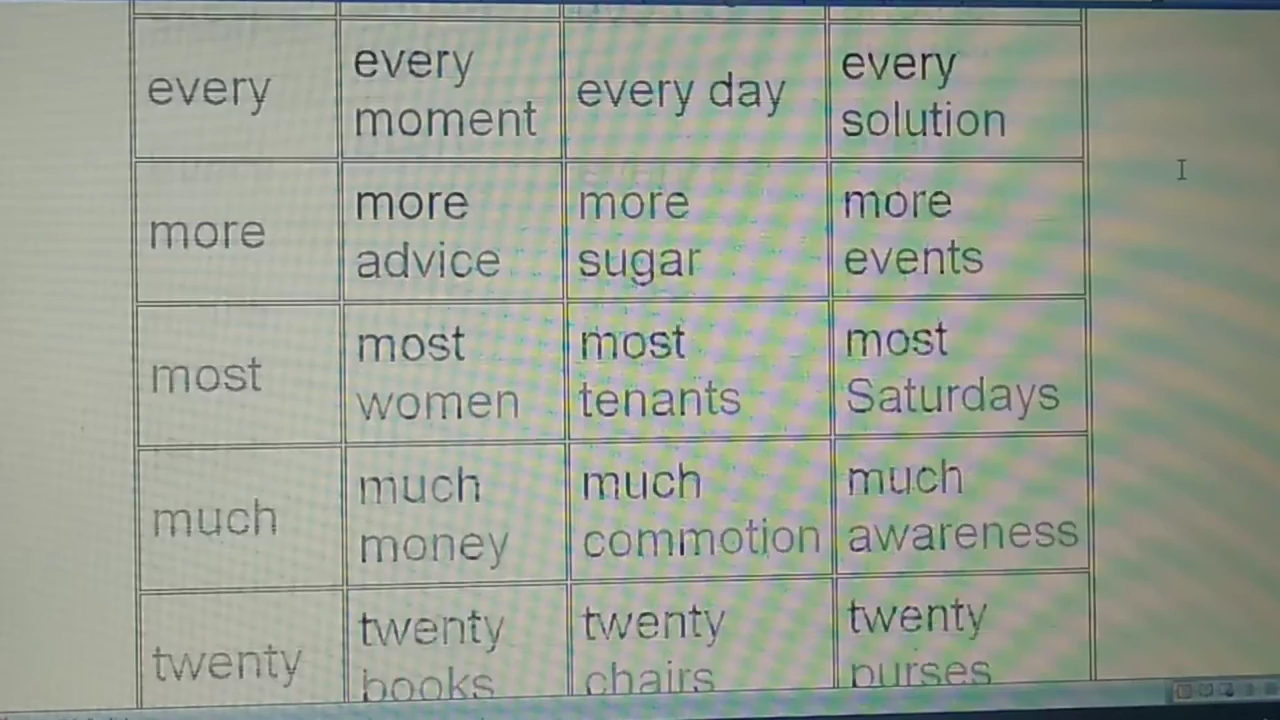 every
every
moment
every day
every
solution
more
more
advice
more
sugar
more
events
most
most
women
most
tenants
most
Saturdays
much
much
money
much
commotion
much
awareness
twenty
twenty
books
twenty
chairs
twenty
purses